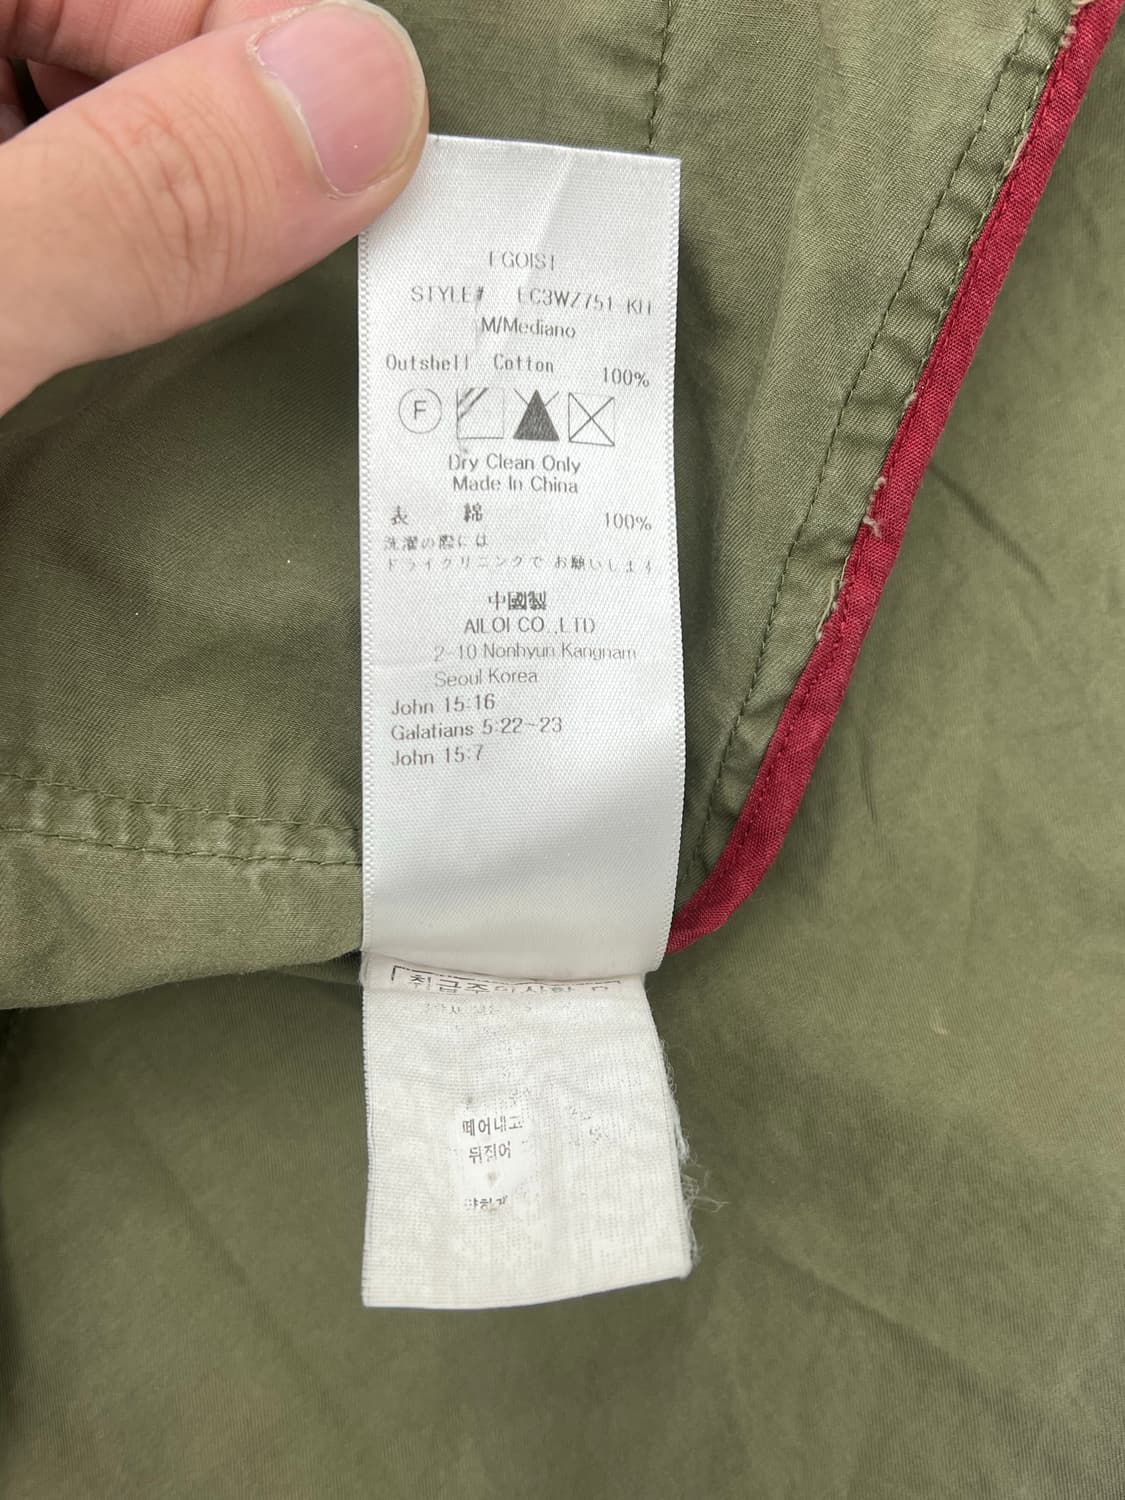 EGOIST
STYLE# EC3WZ751-KH
M/Mediano
Outshell Cotton 100%
F
Dry Clean Only
Made In China
表 綿 100%
洗濯の際には
ドライクリニングで お願いします
中國製
AILOI CO.,LTD
2-10 Nonhyun Kangnam
Seoul Korea
John 15:16
Galatians 5:22~23
John 15:7
떼어내고
뒤집어